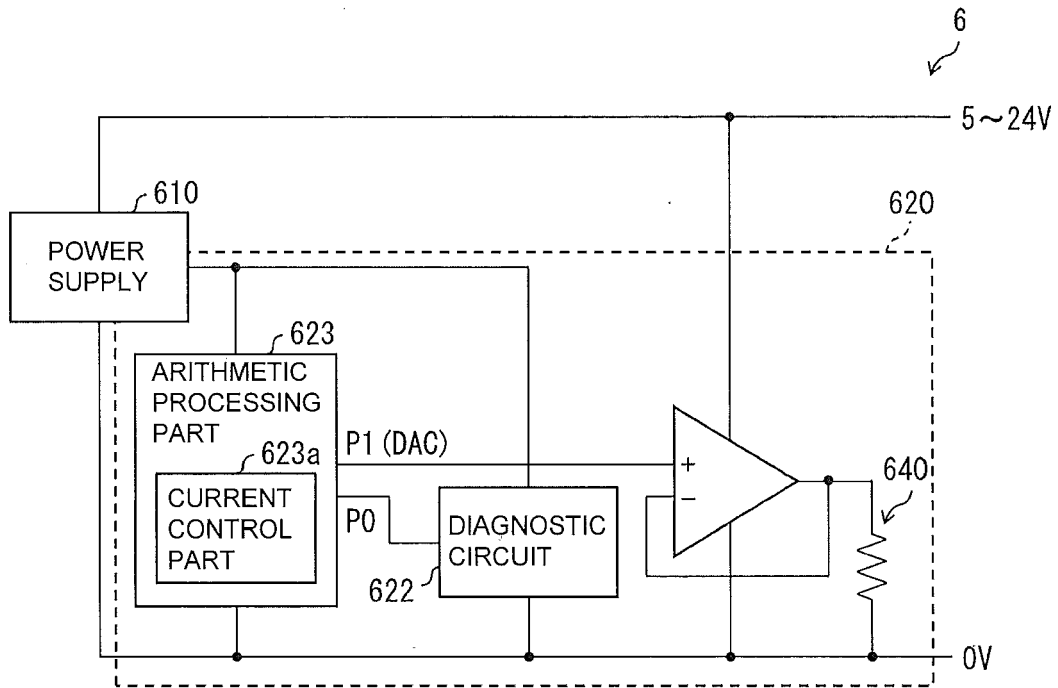 6
5～24V
610
POWER
SUPPLY
620
623
ARITHMETIC
PROCESSING
PART
623a
CURRENT
CONTROL
PART
P1(DAC)
P0
DIAGNOSTIC
CIRCUIT
622
+
−
640
0V